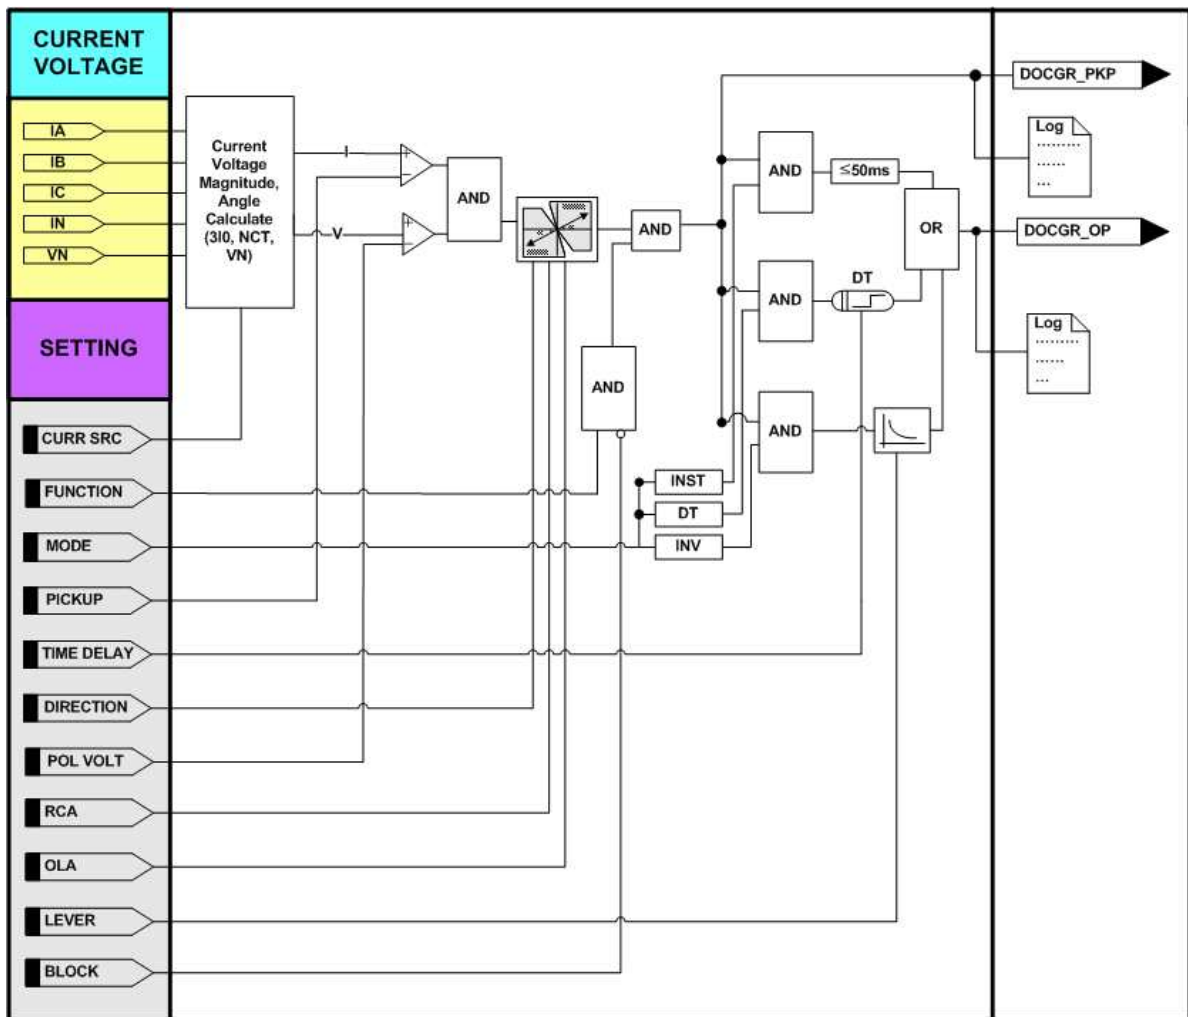 CURRENT
VOLTAGE
IA
IB
IC
IN
VN
SETTING
CURR SRC
FUNCTION
MODE
PICKUP
TIME DELAY
DIRECTION
POL VOLT
RCA
OLA
LEVER
BLOCK
Current
Voltage
Magnitude,
Angle
Calculate
(3I0, NCT,
VN)
I
V
+
−
+
−
AND
AND
AND
INST
DT
INV
AND
≤50ms
AND
DT
AND
OR
DOCGR_PKP
Log
.........
......
...
DOCGR_OP
Log
.........
......
...